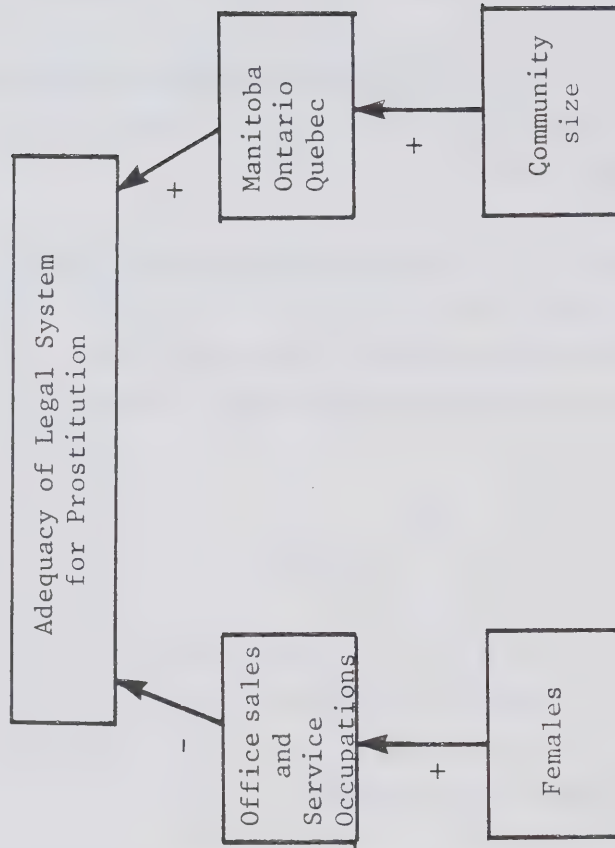 Adequacy of Legal System
for Prostitution
-
+
Office sales
and
Service
Occupations
Manitoba
Ontario
Quebec
+
+
Females
Community
size